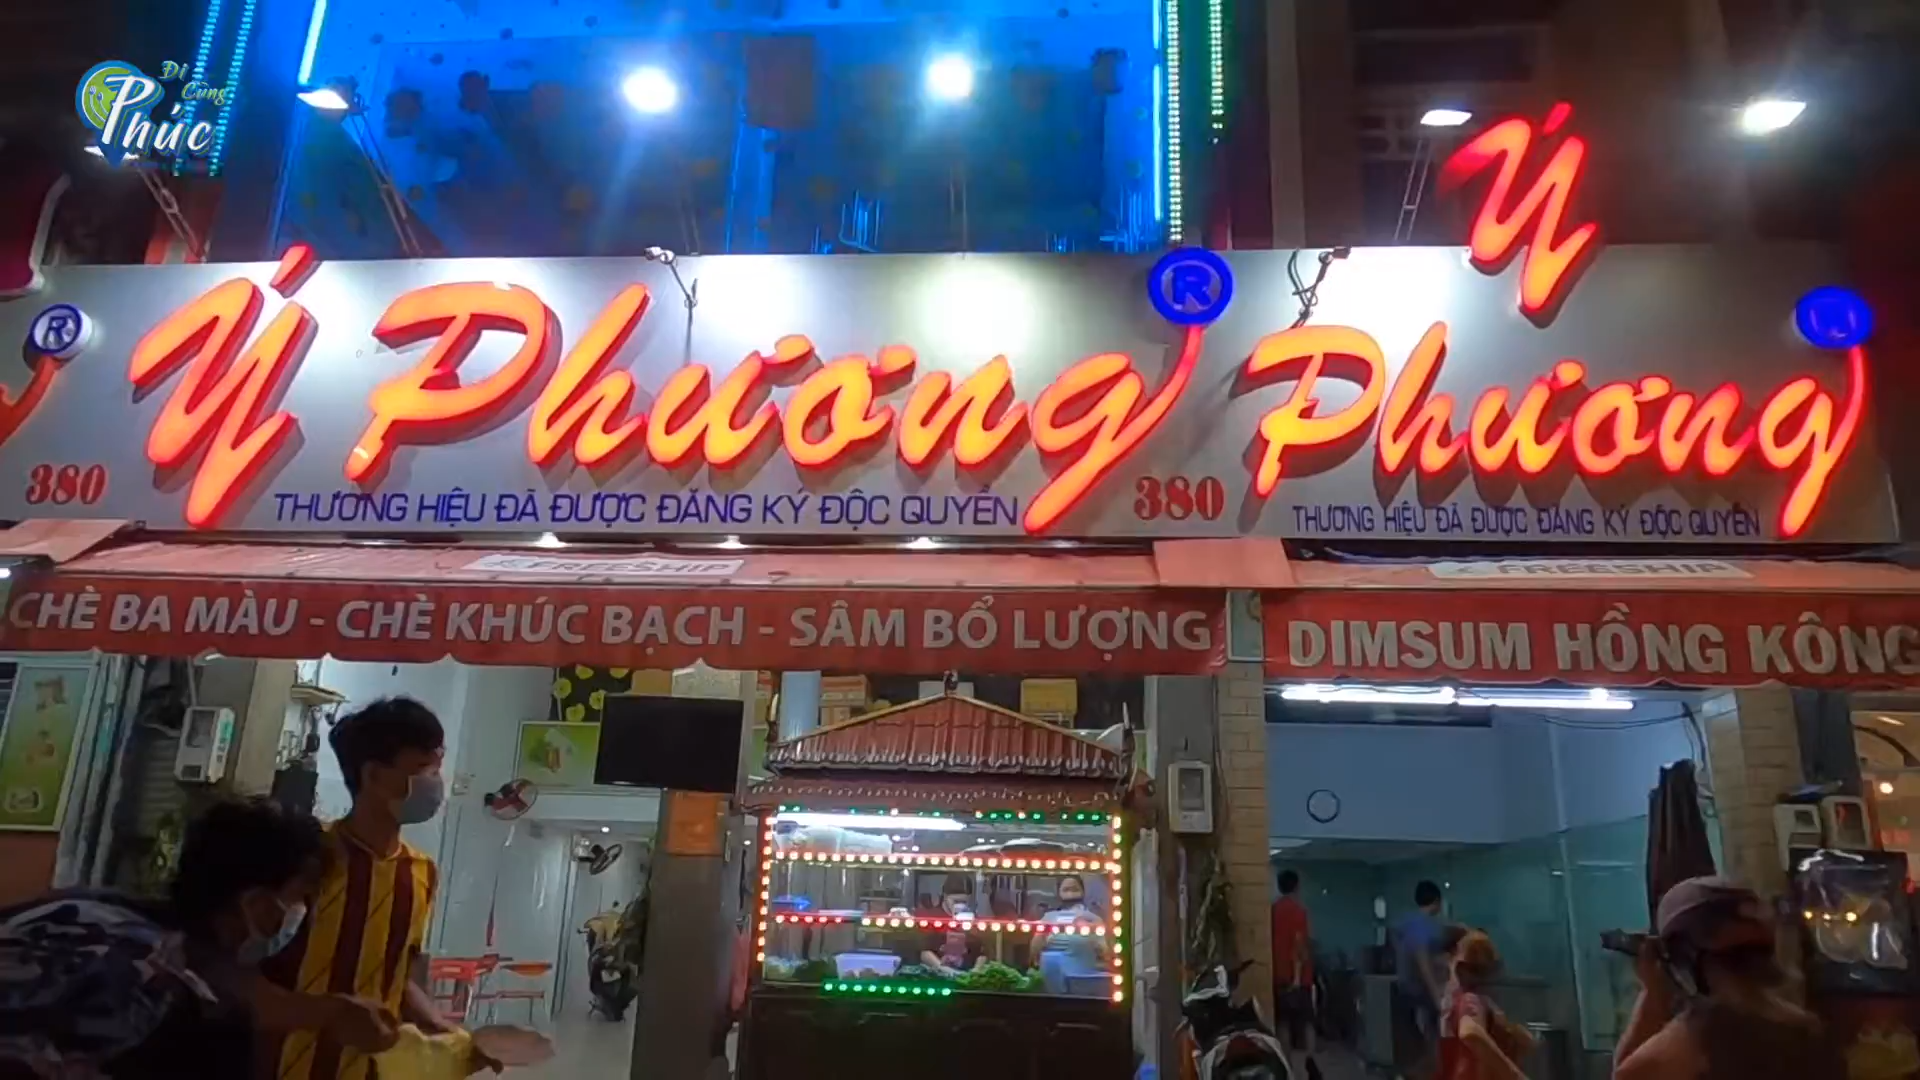 Đi
Cùng
Phúc
Ý Phương ®
Ý
Phương
®
380
THƯƠNG HIỆU ĐÃ ĐƯỢC ĐĂNG KÝ ĐỘC QUYỀN
380
THƯƠNG HIỆU ĐÃ ĐƯỢC ĐĂNG KÝ ĐỘC QUYỀN
FREESHIP
FREESHIP
CHÈ BA MÀU - CHÈ KHÚC BẠCH - SÂM BỔ LƯỢNG
DIMSUM HỒNG KÔNG